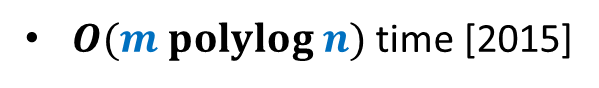 • O(m polylog n) time [2015]